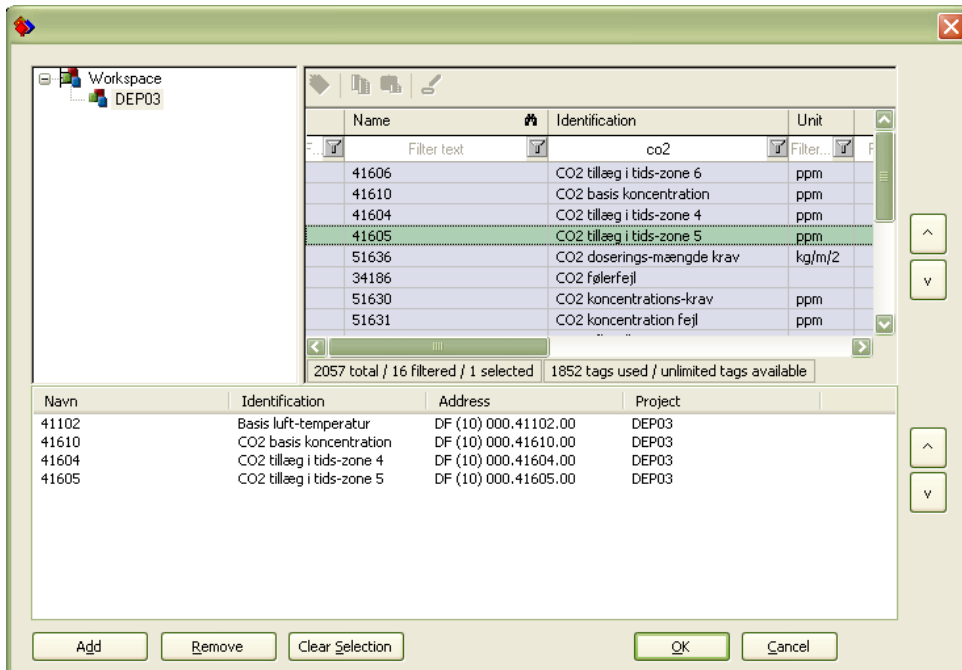 Workspace
DEP03
Name Identification Unit
F... Filter text co2 Filter... F
41606 CO2 tillæg i tids-zone 6 ppm
41610 CO2 basis koncentration ppm
41604 CO2 tillæg i tids-zone 4 ppm
41605 CO2 tillæg i tids-zone 5 ppm
51636 CO2 doserings-mængde krav kg/m/2
34186 CO2 følerfejl
51630 CO2 koncentrations-krav ppm
51631 CO2 koncentration fejl ppm
2057 total / 16 filtered / 1 selected 1852 tags used / unlimited tags available
^
v
Navn Identification Address Project
41102 Basis luft-temperatur DF (10) 000.41102.00 DEP03
41610 CO2 basis koncentration DF (10) 000.41610.00 DEP03
41604 CO2 tillæg i tids-zone 4 DF (10) 000.41604.00 DEP03
41605 CO2 tillæg i tids-zone 5 DF (10) 000.41605.00 DEP03
^
v
Add Remove Clear Selection OK Cancel